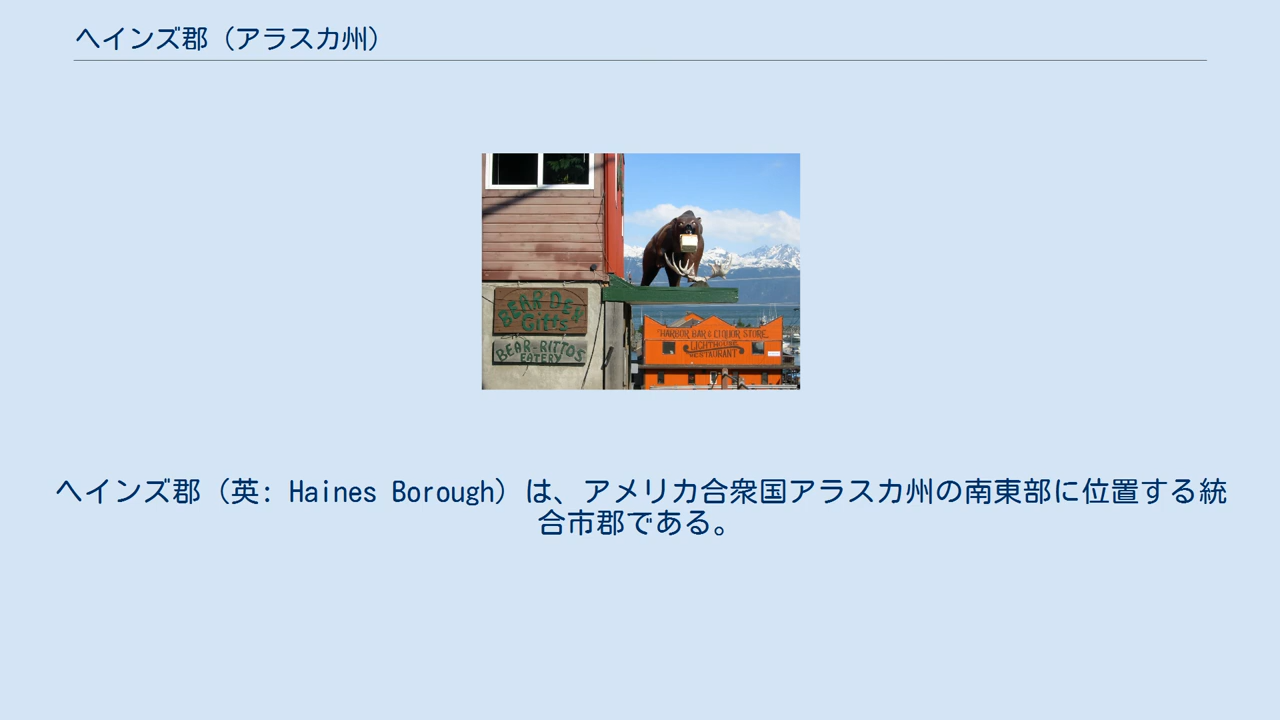 ヘインズ郡（アラスカ州）
BEAR DEN
Gifts
BEAR-RITTOS
EATERY
HARBOR BAR & LIQUOR STORE
LIGHTHOUSE
RESTAURANT
ヘインズ郡（英: Haines Borough）は、アメリカ合衆国アラスカ州の南東部に位置する統
合市郡である。